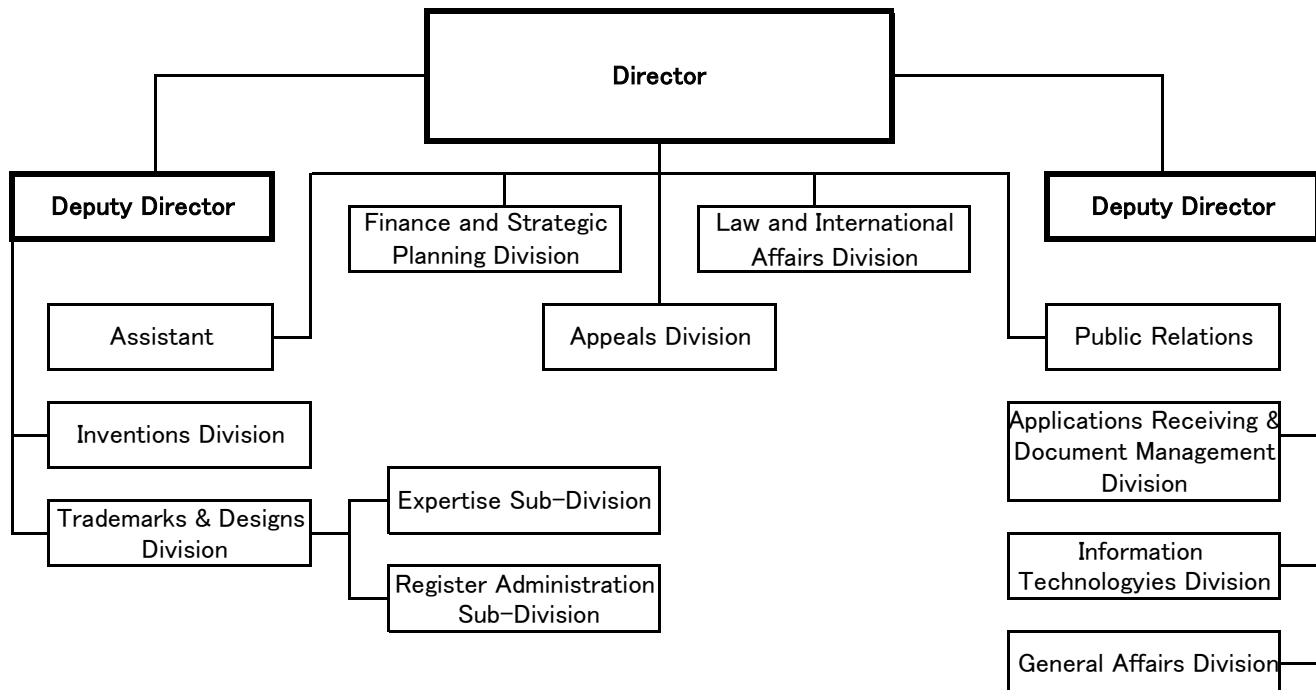 Director
Deputy Director
Deputy Director
Finance and Strategic
Planning Division
Law and International
Affairs Division
Assistant
Appeals Division
Public Relations
Inventions Division
Applications Receiving &
Document Management
Division
Trademarks & Designs
Division
Expertise Sub-Division
Register Administration
Sub-Division
Information
Technologyies Division
General Affairs Division